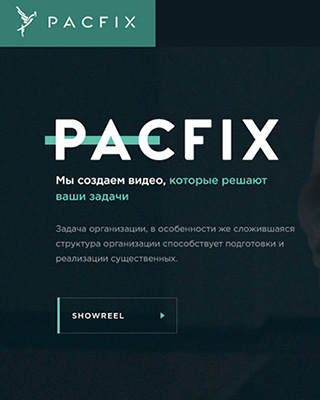 PACFIX
PACFIX
Мы создаем видео, которые решают
ваши задачи
Задача организации, в особенности же сложившаяся
структура организации способствует подготовки и
реализации существенных.
SHOWREEL